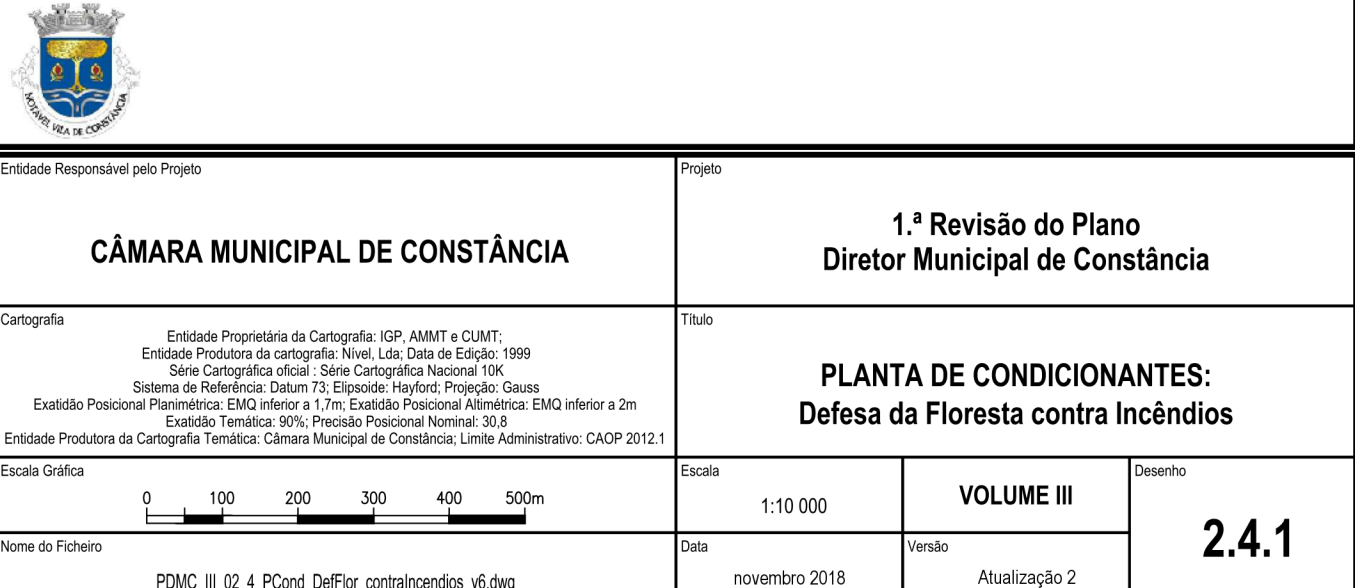 NOTÁVEL VILA DE CONSTÂNCIA
Entidade Responsável pelo Projeto
CÂMARA MUNICIPAL DE CONSTÂNCIA
Projeto
1.ª Revisão do Plano
Diretor Municipal de Constância
Cartografia
Entidade Proprietária da Cartografia: IGP, AMMT e CUMT;
Entidade Produtora da cartografia: Nível, Lda; Data de Edição: 1999
Série Cartográfica oficial : Série Cartográfica Nacional 10K
Sistema de Referência: Datum 73; Elipsoide: Hayford; Projeção: Gauss
Exatidão Posicional Planimétrica: EMQ inferior a 1,7m; Exatidão Posicional Altimétrica: EMQ inferior a 2m
Exatidão Temática: 90%; Precisão Posicional Nominal: 30,8
Entidade Produtora da Cartografia Temática: Câmara Municipal de Constância; Limite Administrativo: CAOP 2012.1
Título
PLANTA DE CONDICIONANTES:
Defesa da Floresta contra Incêndios
Escala Gráfica
0 100 200 300 400 500m
Escala
1:10 000
VOLUME III
Desenho
2.4.1
Nome do Ficheiro
PDMC_III_02_4_PCond_DefFlor_contraIncendios_v6.dwg
Data
novembro 2018
Versão
Atualização 2